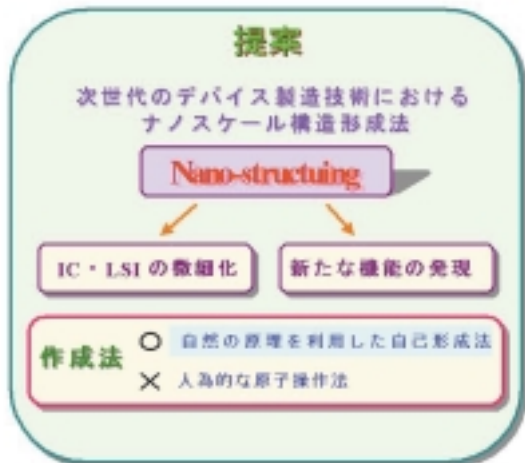 提案
次世代のデバイス製造技術における
ナノスケール構造形成法
Nano-structuing
IC・LSIの微細化
新たな機能の発現
作成法
○ 自然の原理を利用した自己形成法
× 人為的な原子操作法